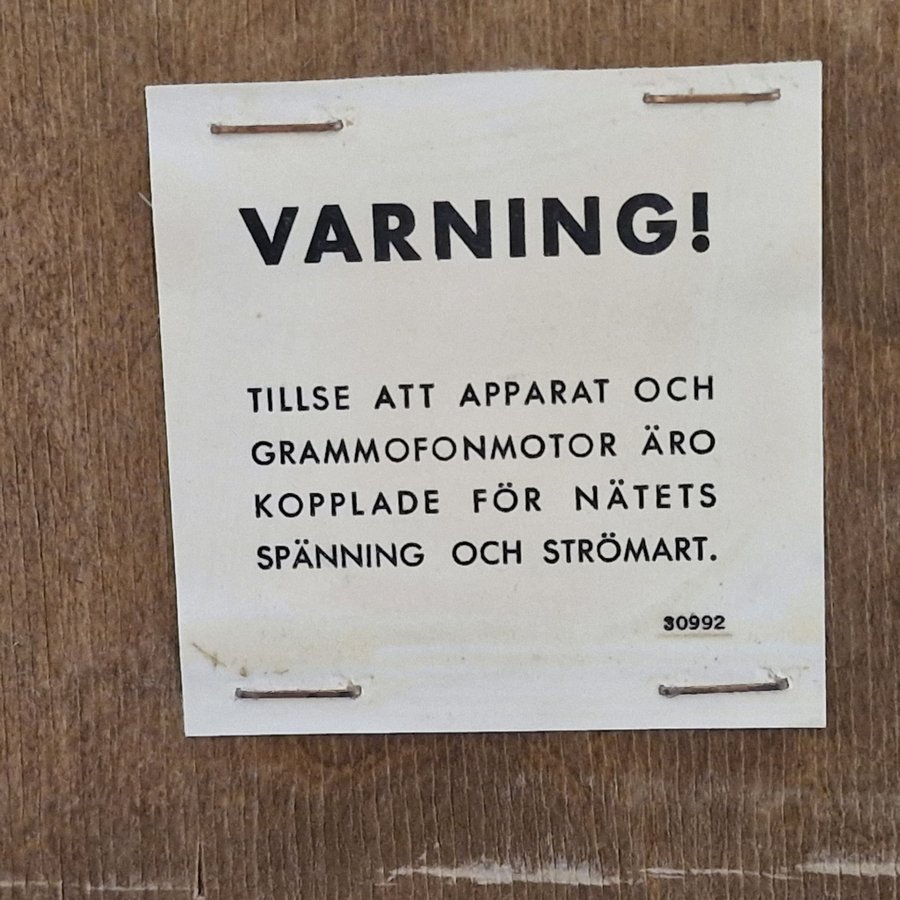 VARNING!
TILLSE ATT APPARAT OCH
GRAMMOFONMOTOR ÄRO
KOPPLADE FÖR NÄTETS
SPÄNNING OCH STRÖMART.
30992